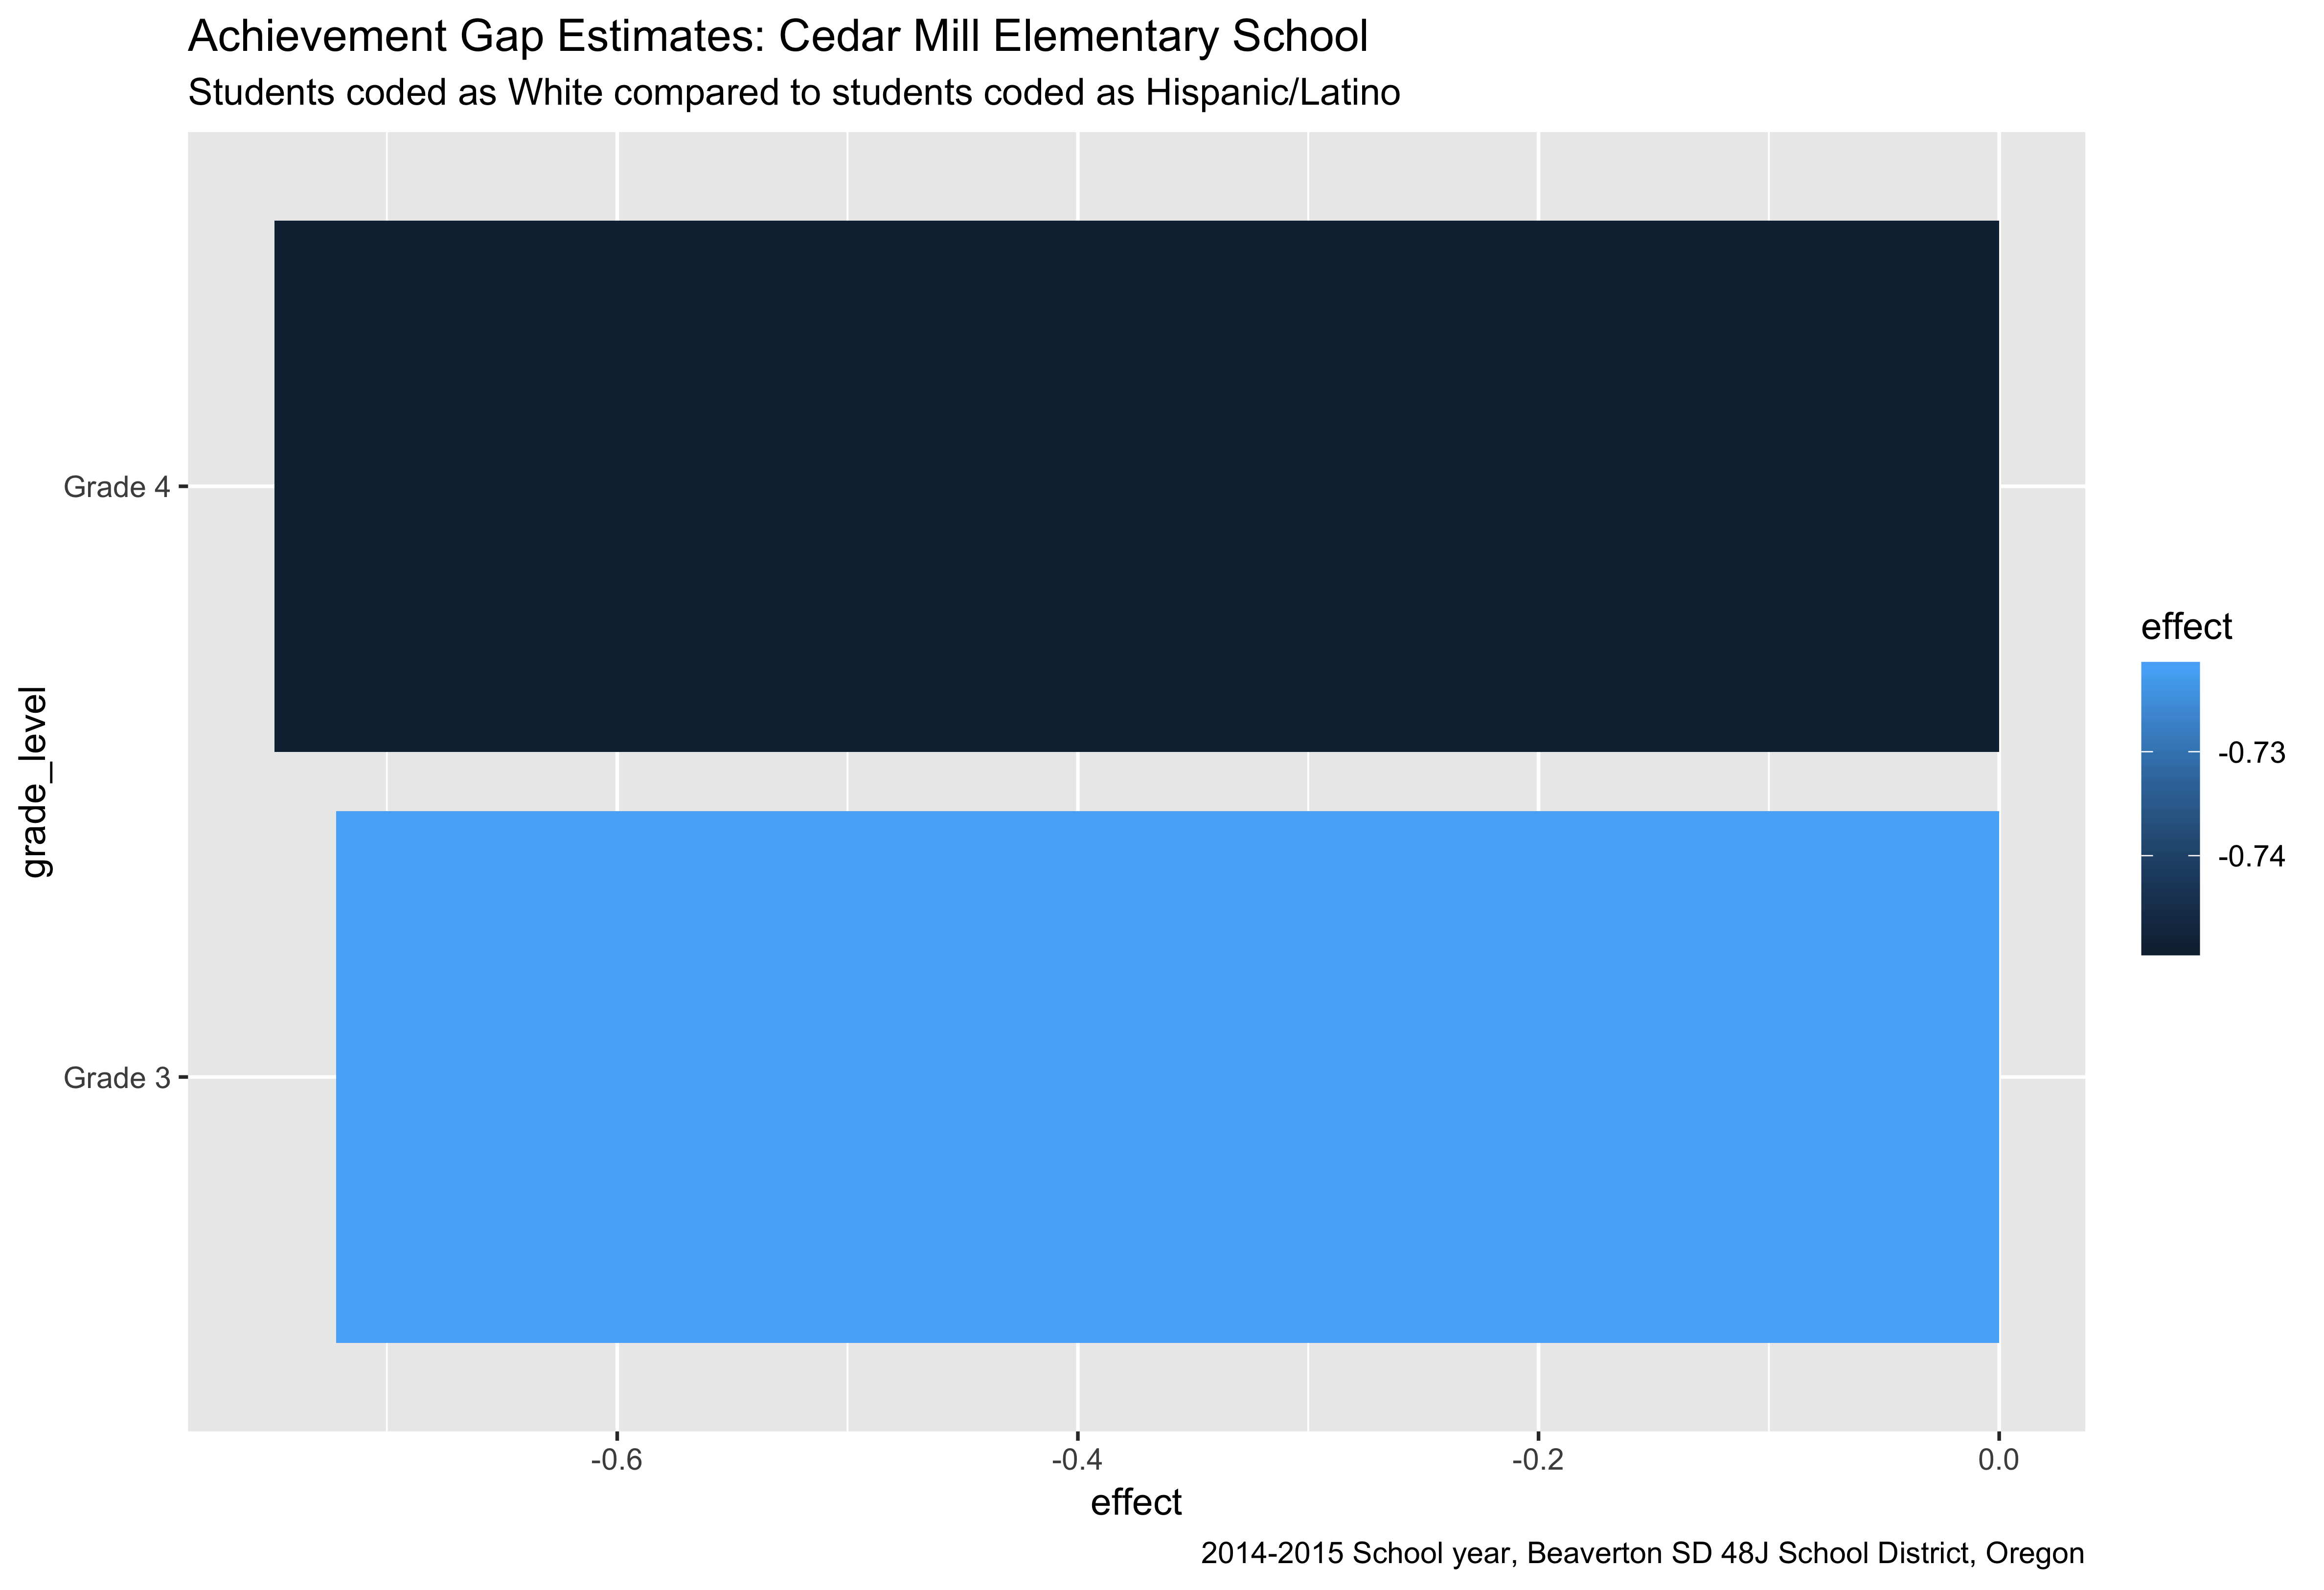 Achievement Gap Estimates: Cedar Mill Elementary School
Students coded as White compared to students coded as Hispanic/Latino
grade_level
Grade 4
Grade 3
-0.6
-0.4
-0.2
0.0
effect
effect
-0.73
-0.74
2014-2015 School year, Beaverton SD 48J School District, Oregon